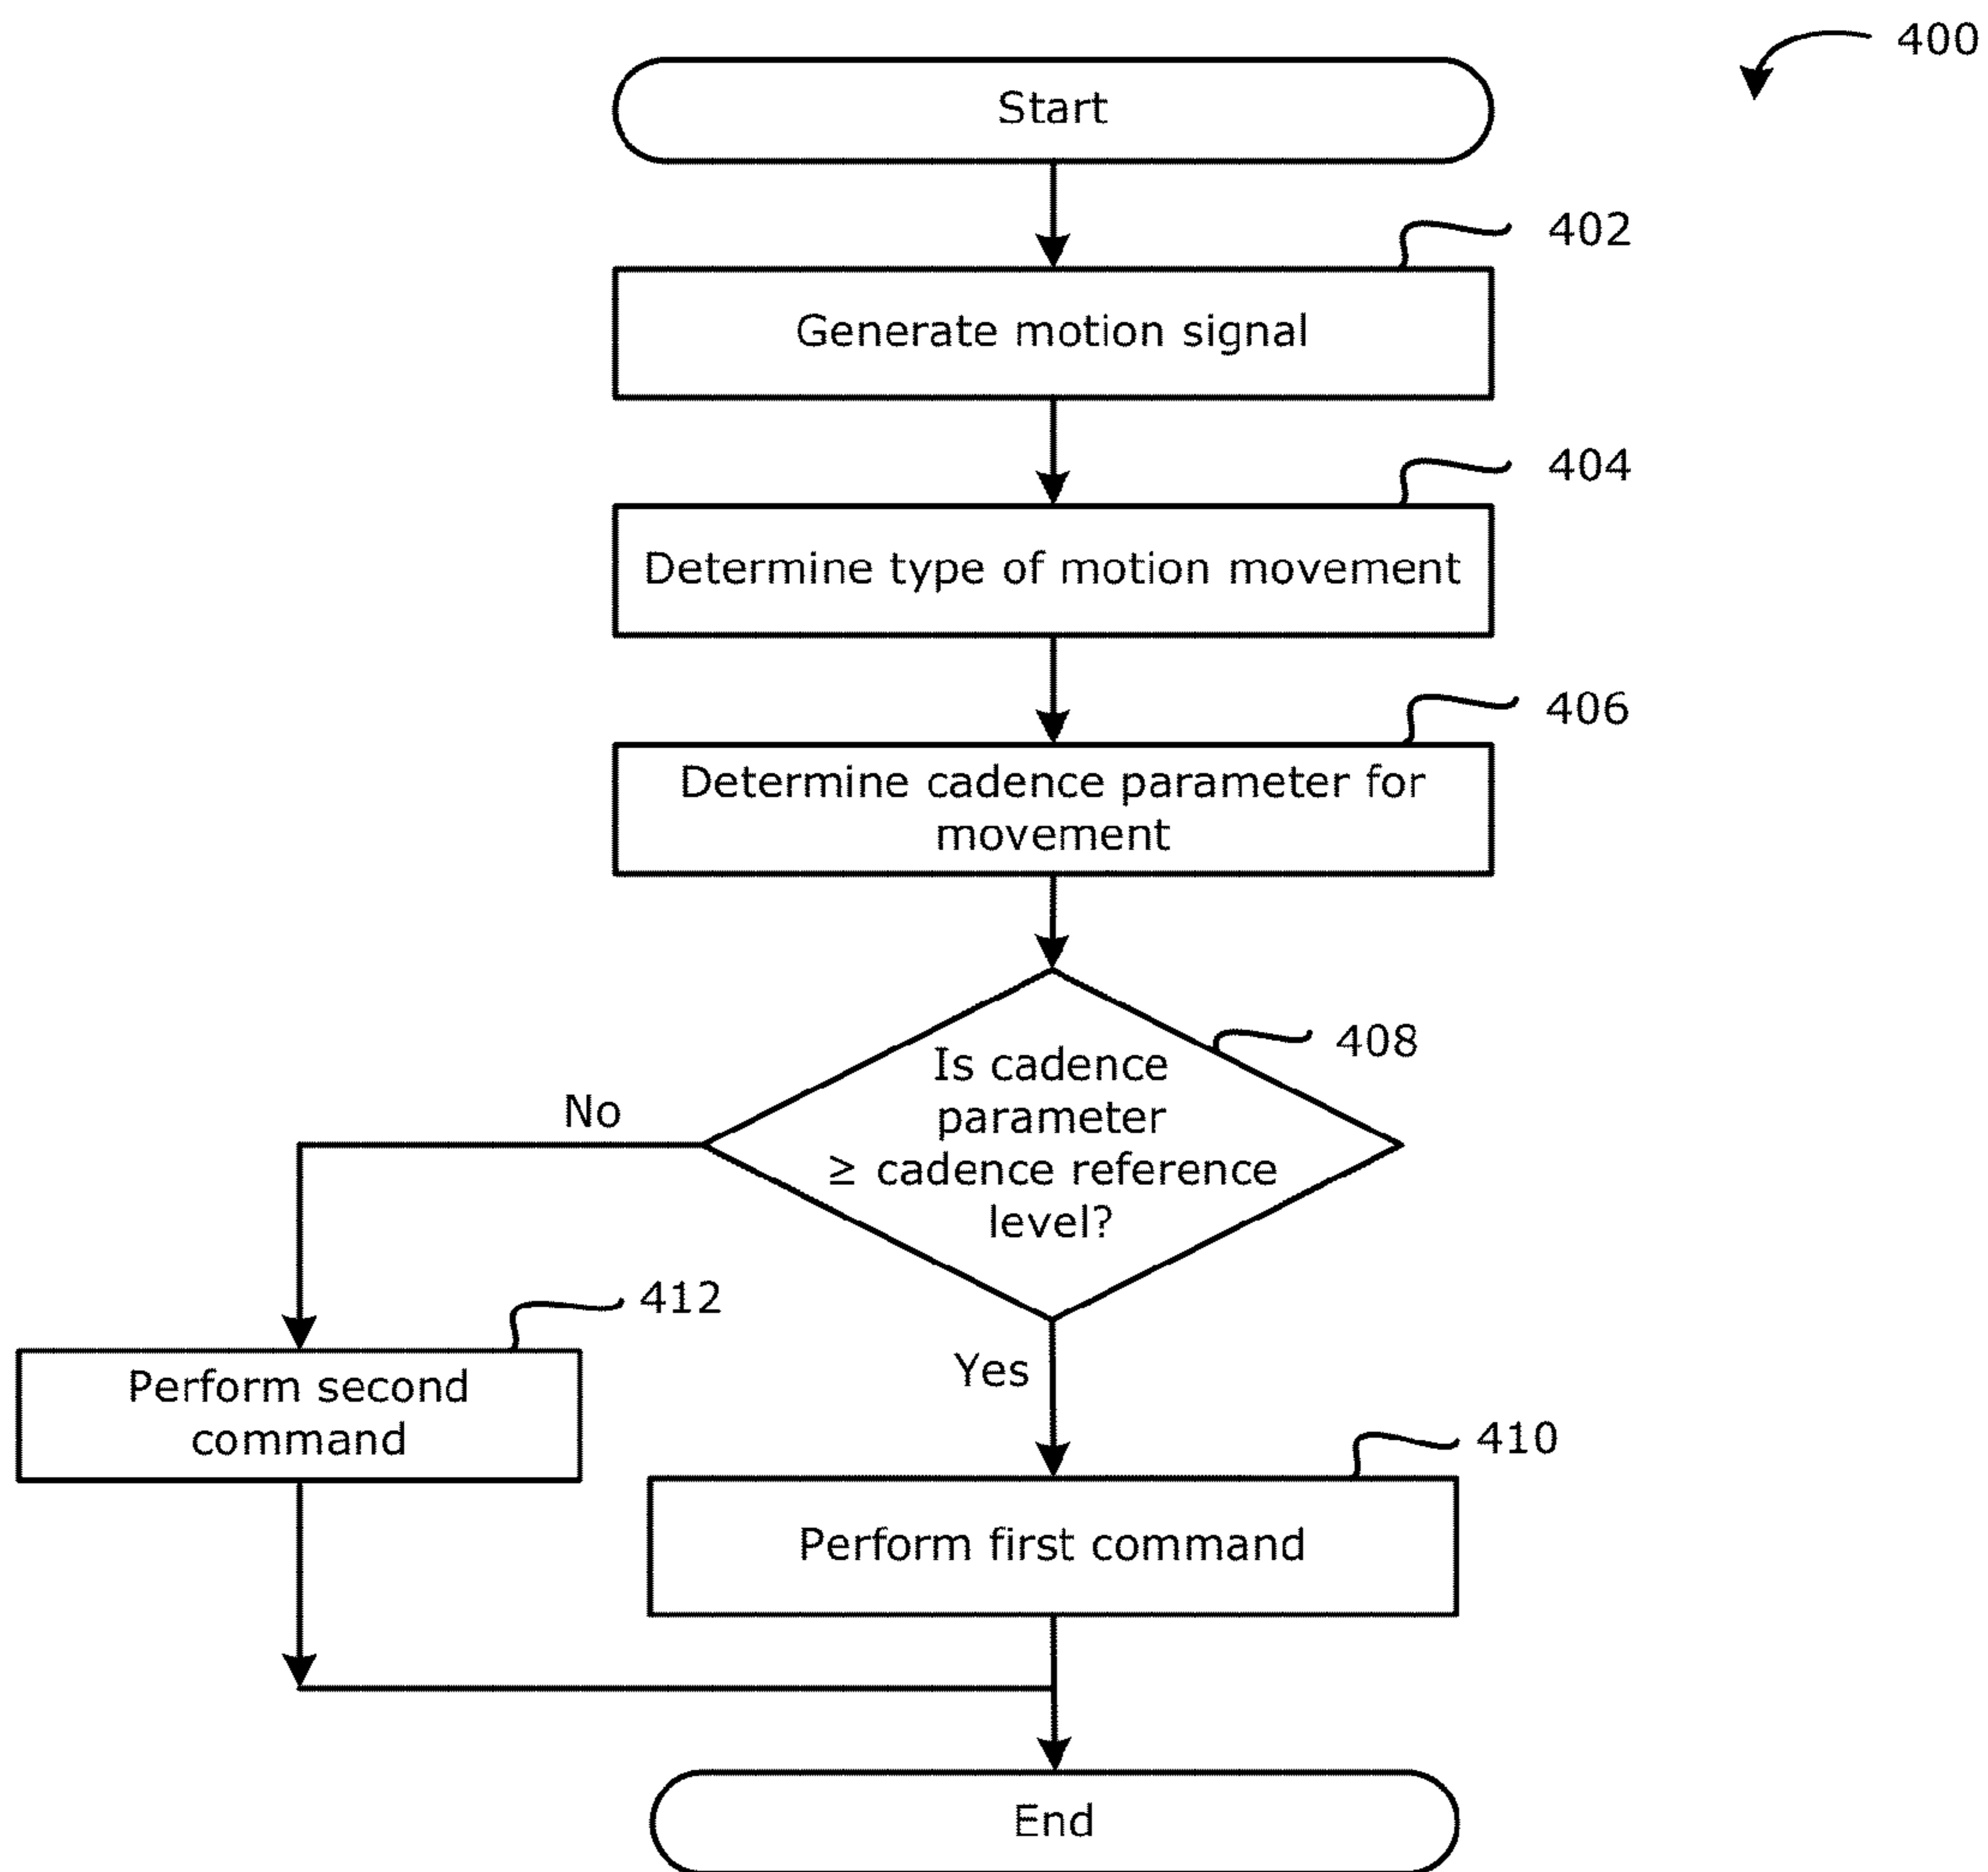 400
Start
402
Generate motion signal
404
Determine type of motion movement
406
Determine cadence parameter for
movement
408
Is cadence
parameter
≥ cadence reference
level?
No
Yes
412
Perform second
command
410
Perform first command
End